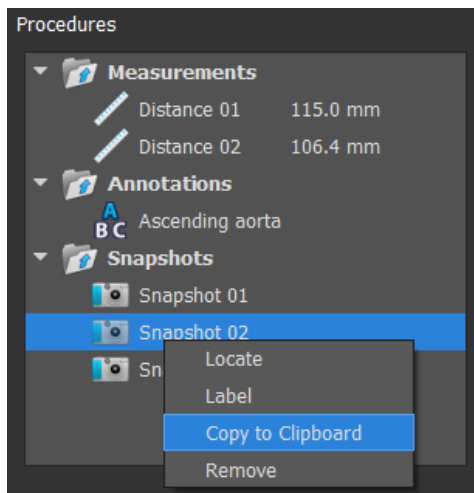 Procedures
Measurements
Distance 01 115.0 mm
Distance 02 106.4 mm
Annotations
A
B C Ascending aorta
Snapshots
Snapshot 01
Snapshot 02
Locate
Label
Copy to Clipboard
Remove